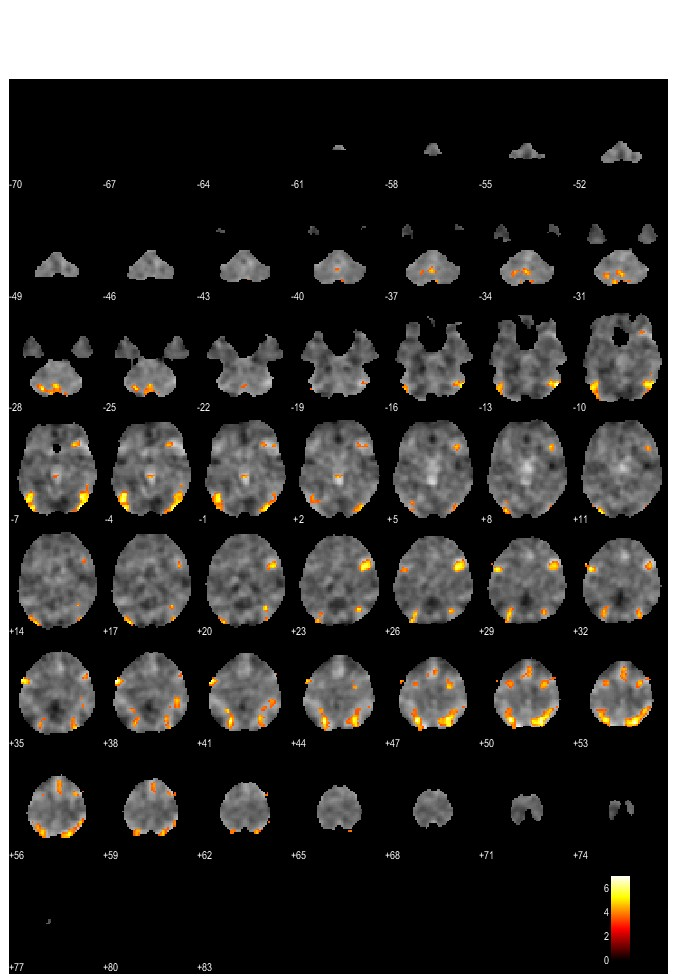 -70 -67 -64 -61 -58 -55 -52
-49 -46 -43 -40 -37 -34 -31
-28 -25 -22 -19 -16 -13 -10
-7 -4 -1 +2 +5 +8 +11
+14 +17 +20 +23 +26 +29 +32
+35 +38 +41 +44 +47 +50 +53
+56 +59 +62 +65 +68 +71 +74
6
4
2
0
+77 +80 +83